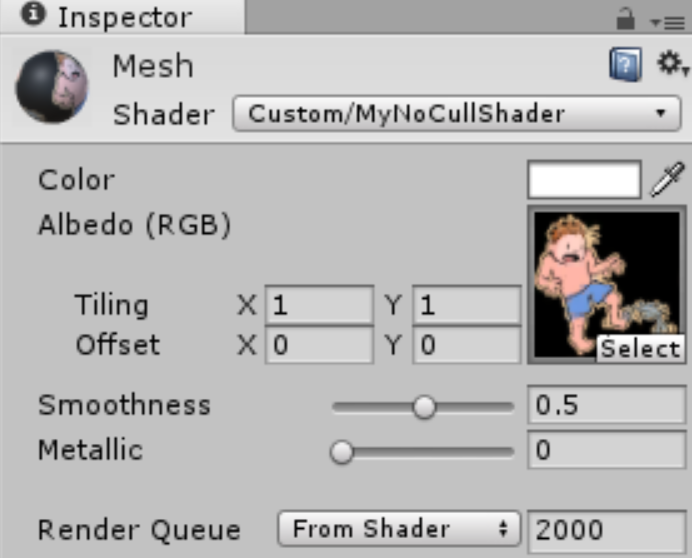 Inspector
Mesh
Shader Custom/MyNoCullShader
Color
Albedo (RGB)
Tiling X 1 Y 1
Offset X 0 Y 0
Select
Smoothness 0.5
Metallic 0
Render Queue From Shader 2000